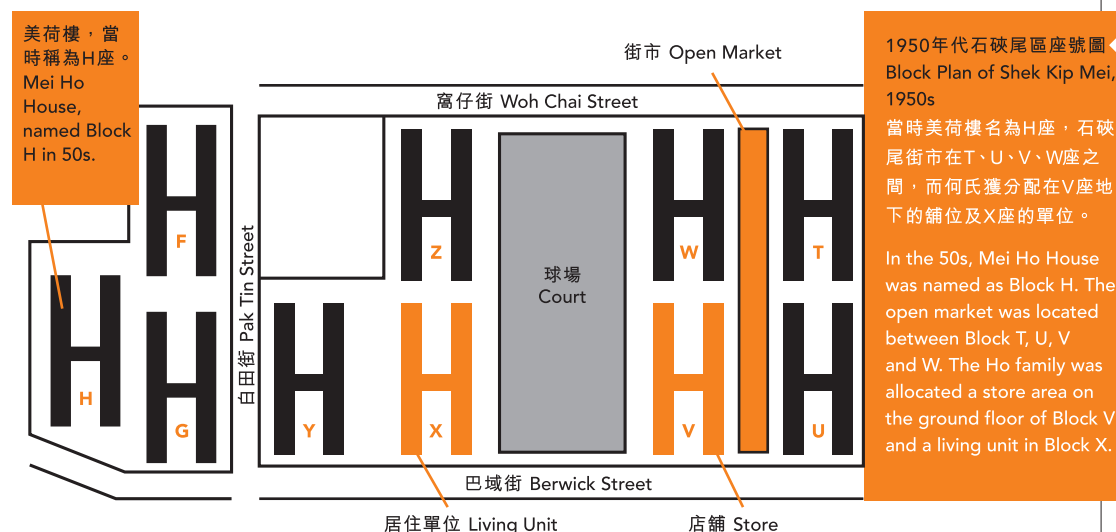 美荷樓，當
時稱為H座。
Mei Ho
House,
named Block
H in 50s.
街市 Open Market
窩仔街 Woh Chai Street
白田街 Pak Tin Street
F
Z
W
T
球場
Court
H
G
Y
X
V
U
巴域街 Berwick Street
居住單位 Living Unit
店舖 Store
1950年代石硤尾區座號圖
Block Plan of Shek Kip Mei,
1950s
當時美荷樓名為H座，石硤
尾街市在T、U、V、W座之
間，而何氏獲分配在V座地
下的舖位及X座的單位。
In the 50s, Mei Ho House
was named as Block H. The
open market was located
between Block T, U, V
and W. The Ho family was
allocated a store area on
the ground floor of Block V
and a living unit in Block X.